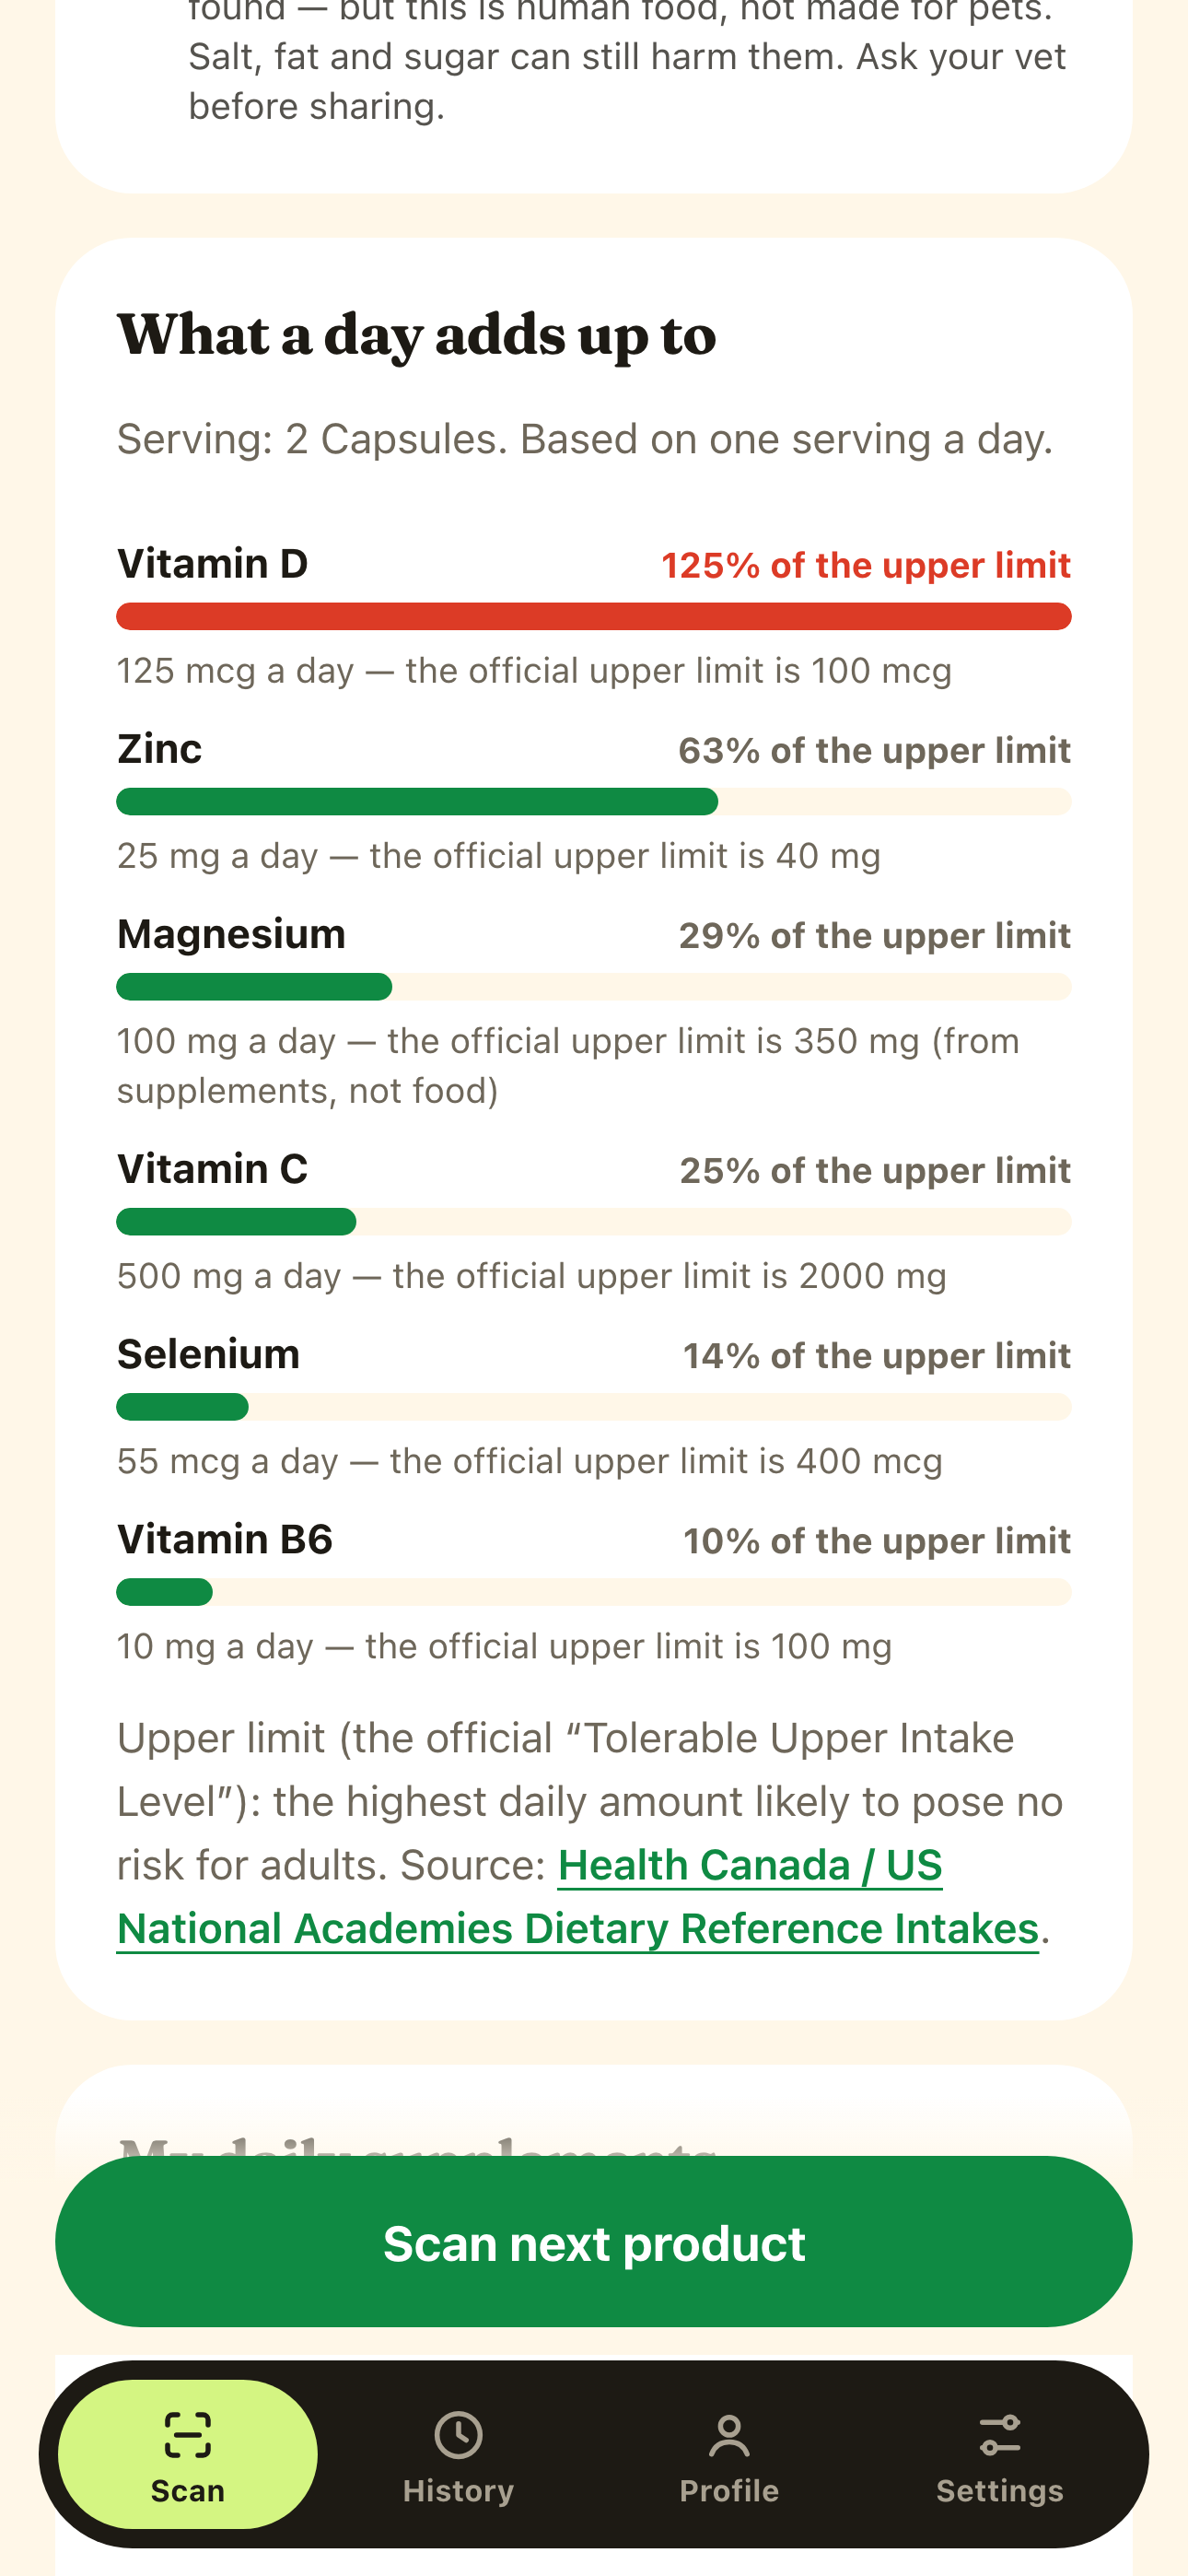 found — but this is human food, not made for pets.
Salt, fat and sugar can still harm them. Ask your vet
before sharing.
What a day adds up to
Serving: 2 Capsules. Based on one serving a day.
Vitamin D 125% of the upper limit
125 mcg a day — the official upper limit is 100 mcg
Zinc 63% of the upper limit
25 mg a day — the official upper limit is 40 mg
Magnesium 29% of the upper limit
100 mg a day — the official upper limit is 350 mg (from
supplements, not food)
Vitamin C 25% of the upper limit
500 mg a day — the official upper limit is 2000 mg
Selenium 14% of the upper limit
55 mcg a day — the official upper limit is 400 mcg
Vitamin B6 10% of the upper limit
10 mg a day — the official upper limit is 100 mg
Upper limit (the official “Tolerable Upper Intake
Level”): the highest daily amount likely to pose no
risk for adults. Source: Health Canada / US
National Academies Dietary Reference Intakes.
My daily supplements
Scan next product
Scan History Profile Settings